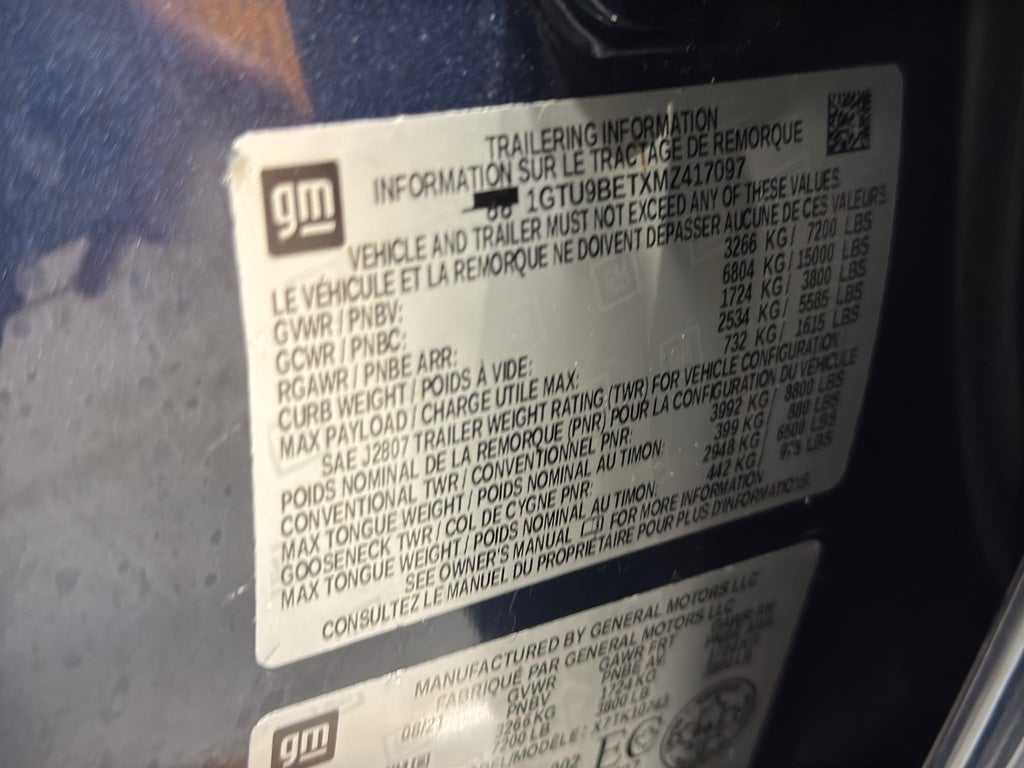 gm
TRAILERING INFORMATION
INFORMATION SUR LE TRACTAGE DE REMORQUE
1GTU9BETXMZ417097
VEHICLE AND TRAILER MUST NOT EXCEED ANY OF THESE VALUES
LE VÉHICULE ET LA REMORQUE NE DOIVENT DÉPASSER AUCUNE DE CES VALEURS
GVWR / PNBV: 3266 KG/ 7200 LBS
GCWR / PNBC: 6804 KG/ 15000 LBS
RGAWR / PNBE ARR: 1724 KG/ 3800 LBS
CURB WEIGHT / POIDS À VIDE: 2534 KG/ 5585 LBS
MAX PAYLOAD / CHARGE UTILE MAX: 732 KG/ 1615 LBS
SAE J2807 TRAILER WEIGHT RATING (TWR) FOR VEHICLE CONFIGURATION
POIDS NOMINAL DE LA REMORQUE (PNR) POUR LA CONFIGURATION DU VÉHICULE
CONVENTIONAL TWR / CONVENTIONNEL PNR: 3992 KG/ 8800 LBS
MAX TONGUE WEIGHT / POIDS NOMINAL AU TIMON: 399 KG/ 880 LBS
GOOSENECK TWR / COL DE CYGNE PNR: 2948 KG/ 6500 LBS
MAX TONGUE WEIGHT / POIDS NOMINAL AU TIMON: 442 KG/ 975 LBS
SEE OWNER'S MANUAL FOR MORE INFORMATION
CONSULTEZ LE MANUEL DU PROPRIÉTAIRE POUR PLUS D'INFORMATIONS
gm
MANUFACTURED BY GENERAL MOTORS LLC
FABRIQUÉ PAR GENERAL MOTORS LLC
08/21 GVWR GAWR FRT
PNBV PNBE AV
3266 KG 1724 KG
7200 LB 3800 LB